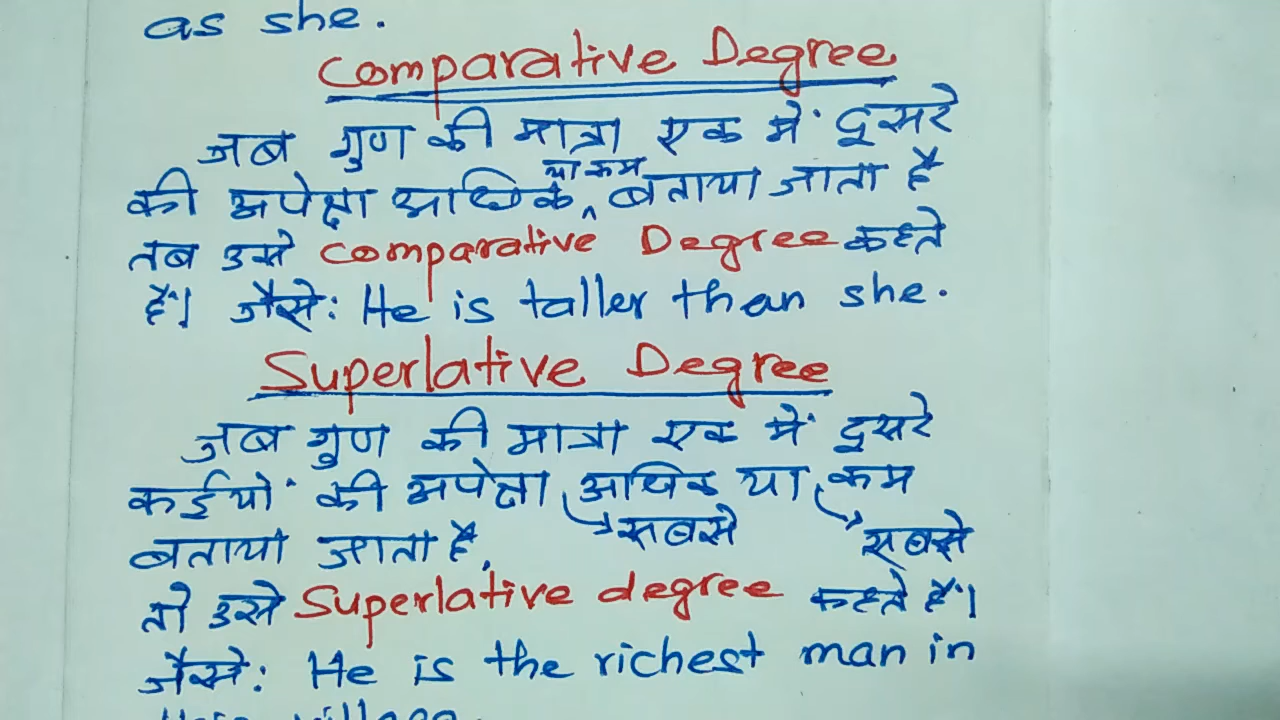 as she.
Comparative Degree
जब गुण की मात्रा एक में दूसरे
या कम
की अपेक्षा अधिक ^ बताया जाता है
तब उसे Comparative Degree कहते
हैं। जैसे: He is taller than she.
Superlative Degree
जब गुण की मात्रा एक में दूसरे
कईयों की अपेक्षा अधिक या कम
सबसे सबसे
बताया जाता है,
तो उसे Superlative degree कहते हैं।
जैसे: He is the richest man in
village.